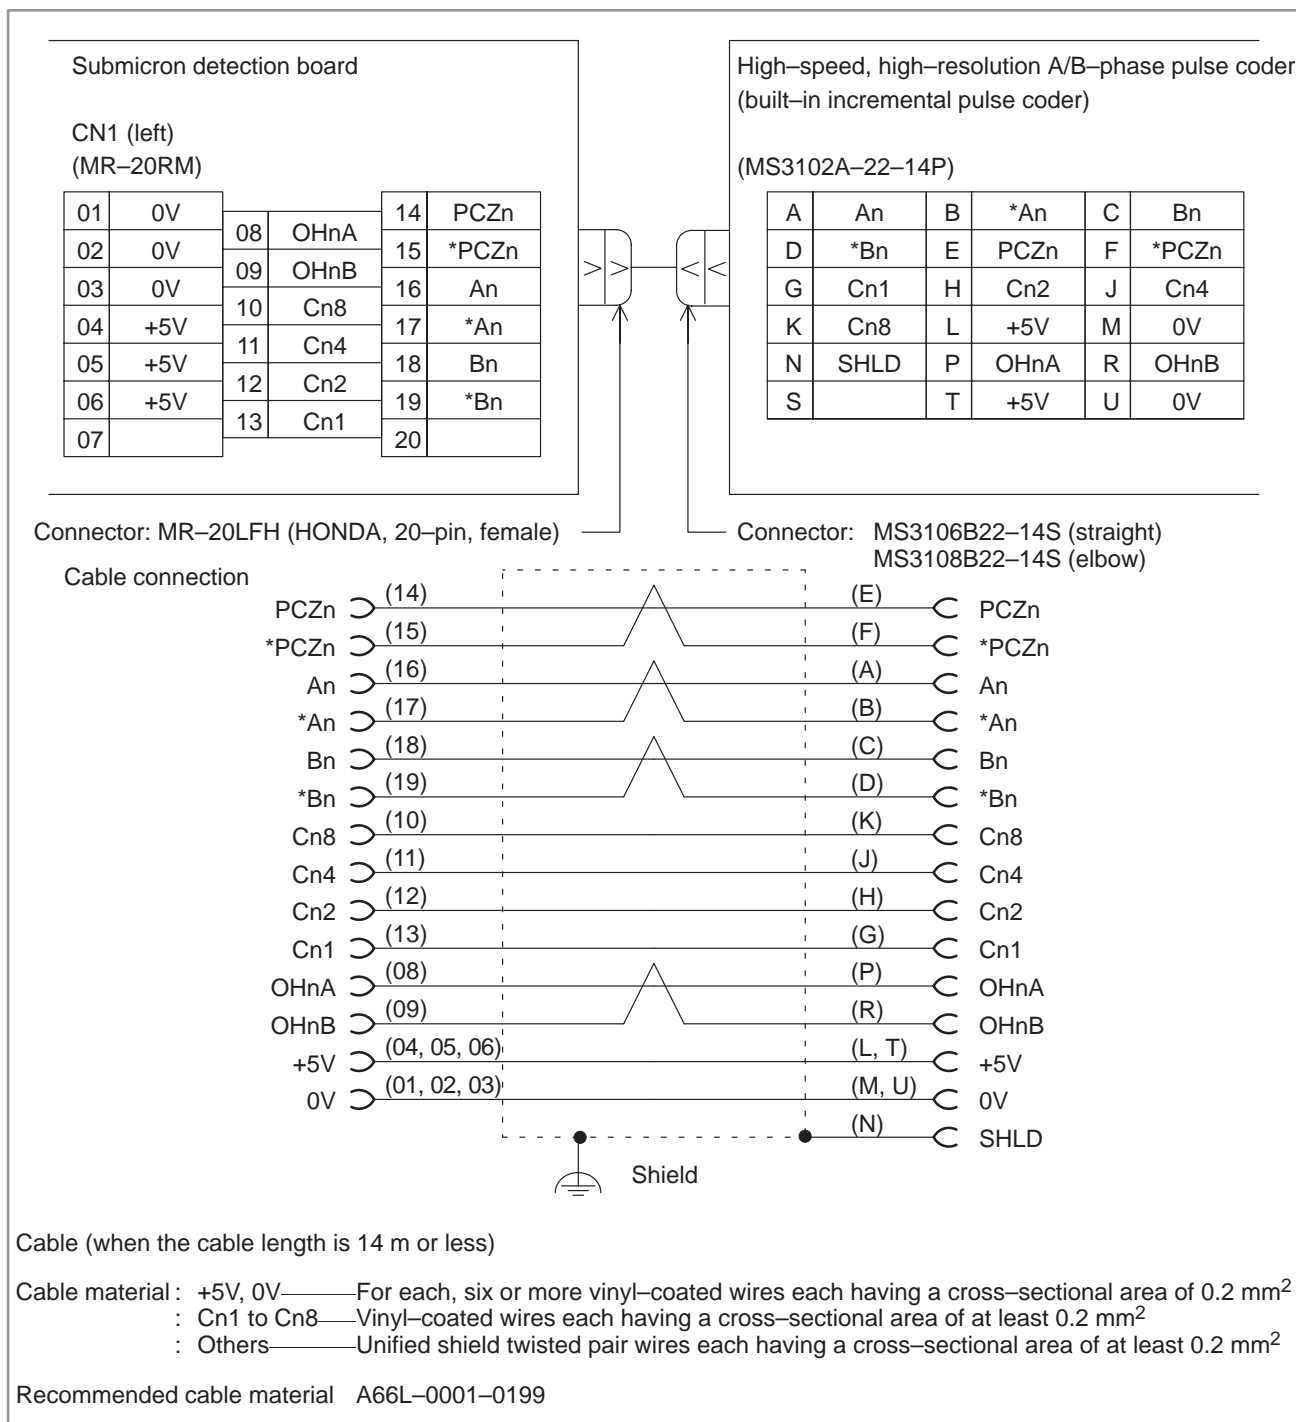 Submicron detection board
CN1 (left)
(MR–20RM)
01 0V
02 0V
03 0V
04 +5V
05 +5V
06 +5V
07
08 OHnA
09 OHnB
10 Cn8
11 Cn4
12 Cn2
13 Cn1
14 PCZn
15 *PCZn
16 An
17 *An
18 Bn
19 *Bn
20
High–speed, high–resolution A/B–phase pulse coder
(built–in incremental pulse coder)
(MS3102A–22–14P)
A An B *An C Bn
D *Bn E PCZn F *PCZn
G Cn1 H Cn2 J Cn4
K Cn8 L +5V M 0V
N SHLD P OHnA R OHnB
S T +5V U 0V
Connector: MR–20LFH (HONDA, 20–pin, female)
Connector: MS3106B22–14S (straight)
MS3108B22–14S (elbow)
Cable connection
PCZn (14) (E) PCZn
*PCZn (15) (F) *PCZn
An (16) (A) An
*An (17) (B) *An
Bn (18) (C) Bn
*Bn (19) (D) *Bn
Cn8 (10) (K) Cn8
Cn4 (11) (J) Cn4
Cn2 (12) (H) Cn2
Cn1 (13) (G) Cn1
OHnA (08) (P) OHnA
OHnB (09) (R) OHnB
+5V (04, 05, 06) (L, T) +5V
0V (01, 02, 03) (M, U) 0V
(N) SHLD
Shield
Cable (when the cable length is 14 m or less)
Cable material : +5V, 0V For each, six or more vinyl–coated wires each having a cross–sectional area of 0.2 mm2
: Cn1 to Cn8 Vinyl–coated wires each having a cross–sectional area of at least 0.2 mm2
: Others Unified shield twisted pair wires each having a cross–sectional area of at least 0.2 mm2
Recommended cable material A66L–0001–0199